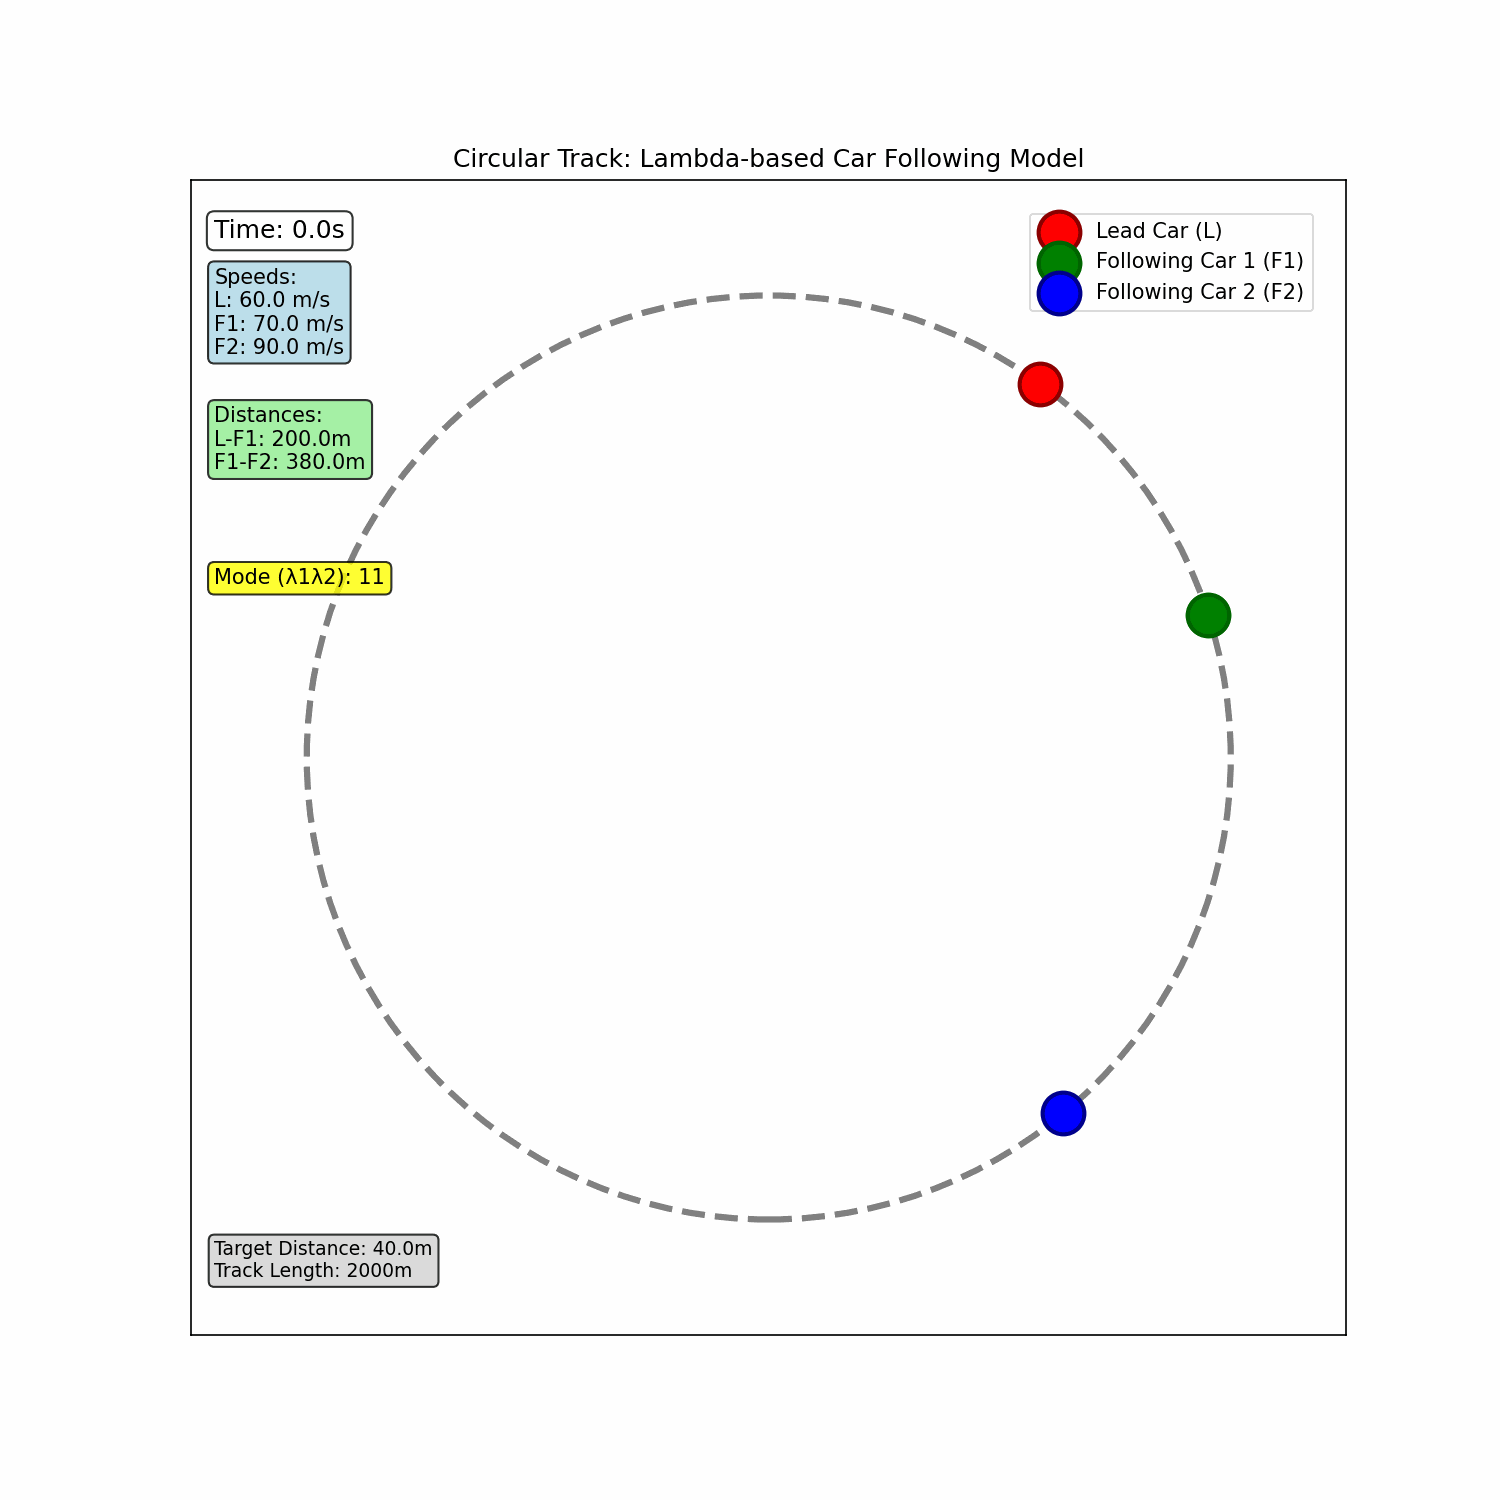 Circular Track: Lambda-based Car Following Model
Time: 0.0s
Speeds:
L: 60.0 m/s
F1: 70.0 m/s
F2: 90.0 m/s
Distances:
L-F1: 200.0m
F1-F2: 380.0m
Mode (λ1λ2): 11
Lead Car (L)
Following Car 1 (F1)
Following Car 2 (F2)
Target Distance: 40.0m
Track Length: 2000m